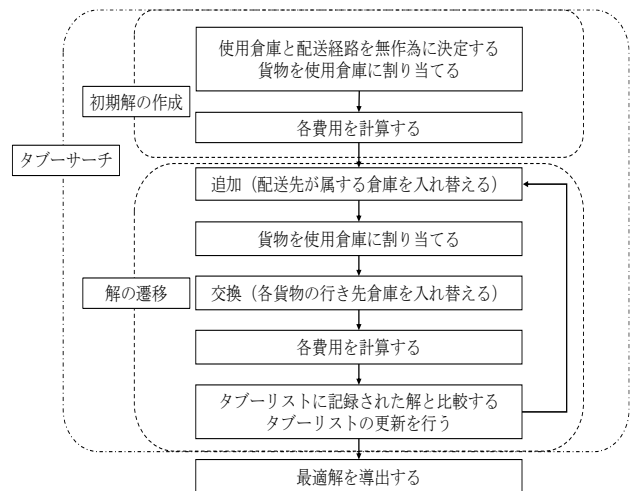 使用倉庫と配送経路を無作為に決定する
貨物を使用倉庫に割り当てる
初期解の作成
各費用を計算する
タブーサーチ
追加（配送先が属する倉庫を入れ替える）
貨物を使用倉庫に割り当てる
解の遷移
交換（各貨物の行き先倉庫を入れ替える）
各費用を計算する
タブーリストに記録された解と比較する
タブーリストの更新を行う
最適解を導出する